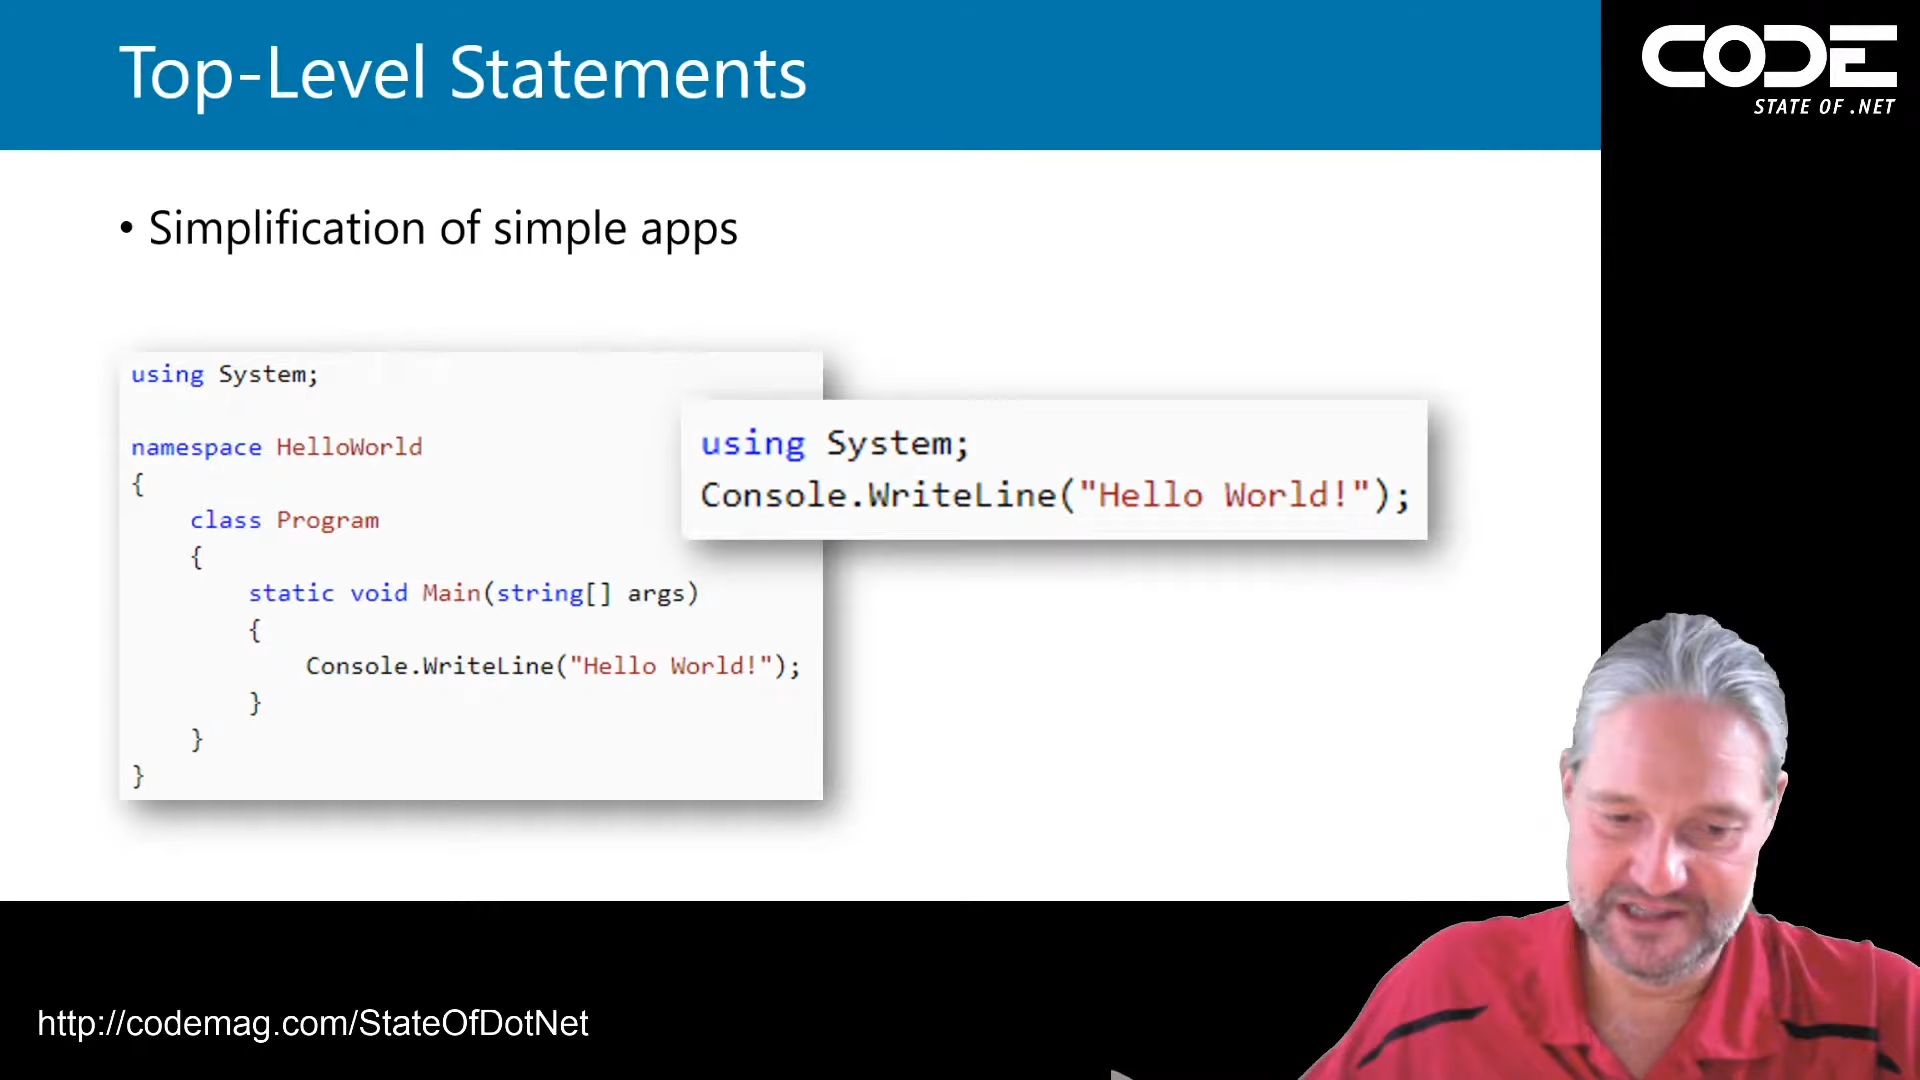 Top-Level Statements
CODE
STATE OF .NET
• Simplification of simple apps
using System;
namespace HelloWorld
{
class Program
{
static void Main(string[] args)
{
Console.WriteLine("Hello World!");
}
}
}
using System;
Console.WriteLine("Hello World!");
http://codemag.com/StateOfDotNet